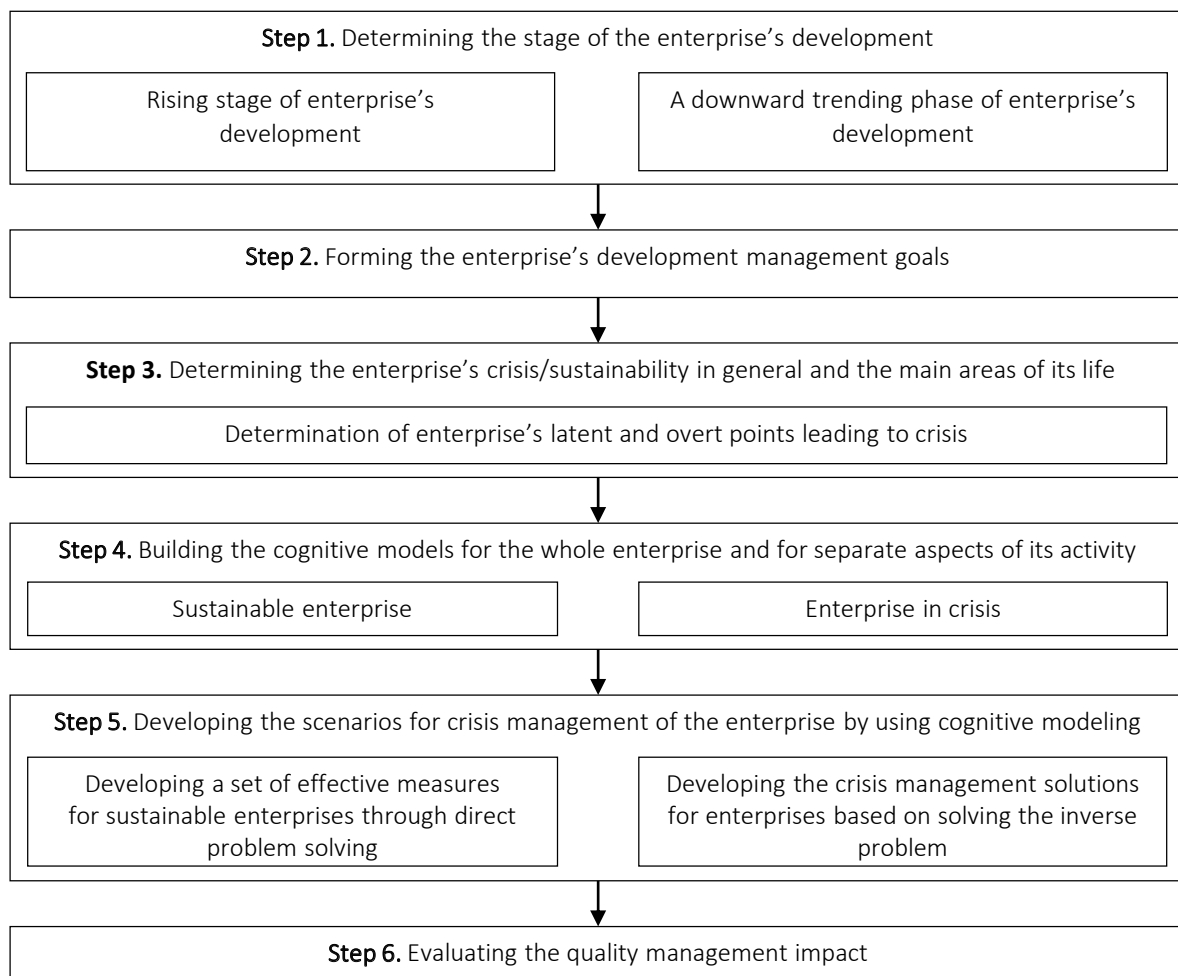 Step 1. Determining the stage of the enterprise’s development
Rising stage of enterprise’s
development
A downward trending phase of enterprise’s
development
Step 2. Forming the enterprise’s development management goals
Step 3. Determining the enterprise’s crisis/sustainability in general and the main areas of its life
Determination of enterprise’s latent and overt points leading to crisis
Step 4. Building the cognitive models for the whole enterprise and for separate aspects of its activity
Sustainable enterprise
Enterprise in crisis
Step 5. Developing the scenarios for crisis management of the enterprise by using cognitive modeling
Developing a set of effective measures
for sustainable enterprises through direct
problem solving
Developing the crisis management solutions
for enterprises based on solving the inverse
problem
Step 6. Evaluating the quality management impact